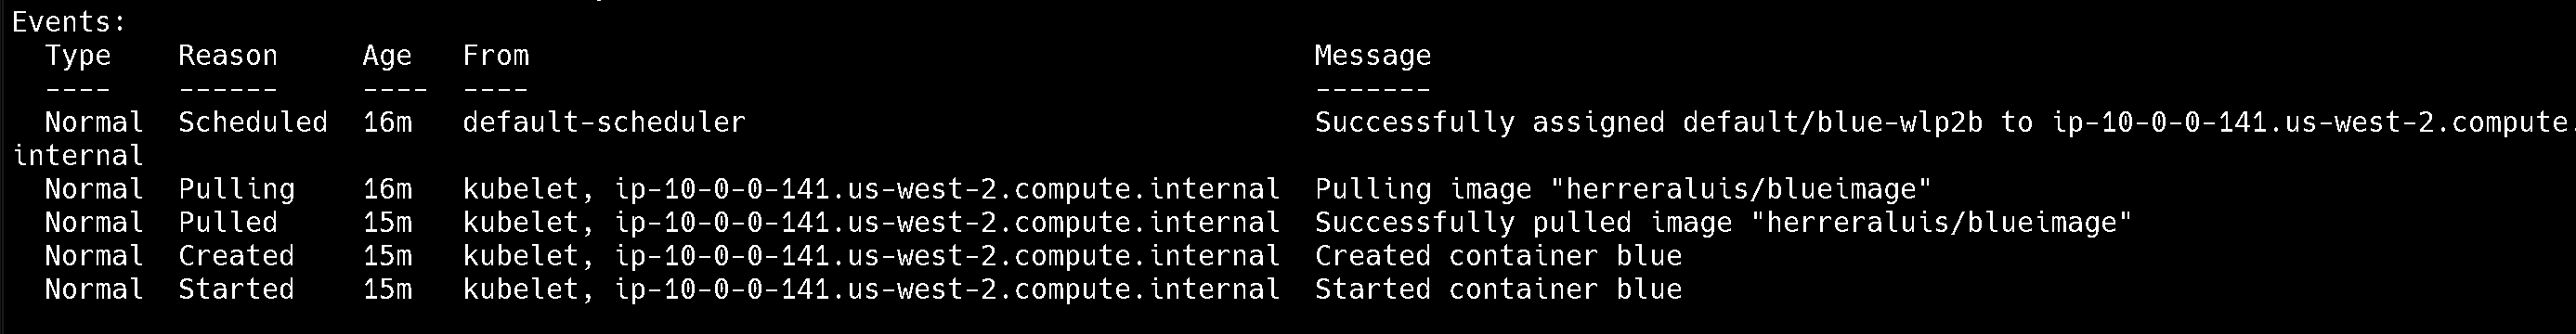 Events:
  Type    Reason     Age   From                                               Message
  ----    ------     ----  ----                                               -------
  Normal  Scheduled  16m   default-scheduler                                  Successfully assigned default/blue-wlp2b to ip-10-0-0-141.us-west-2.compute.
internal
  Normal  Pulling    16m   kubelet, ip-10-0-0-141.us-west-2.compute.internal  Pulling image "herreraluis/blueimage"
  Normal  Pulled     15m   kubelet, ip-10-0-0-141.us-west-2.compute.internal  Successfully pulled image "herreraluis/blueimage"
  Normal  Created    15m   kubelet, ip-10-0-0-141.us-west-2.compute.internal  Created container blue
  Normal  Started    15m   kubelet, ip-10-0-0-141.us-west-2.compute.internal  Started container blue